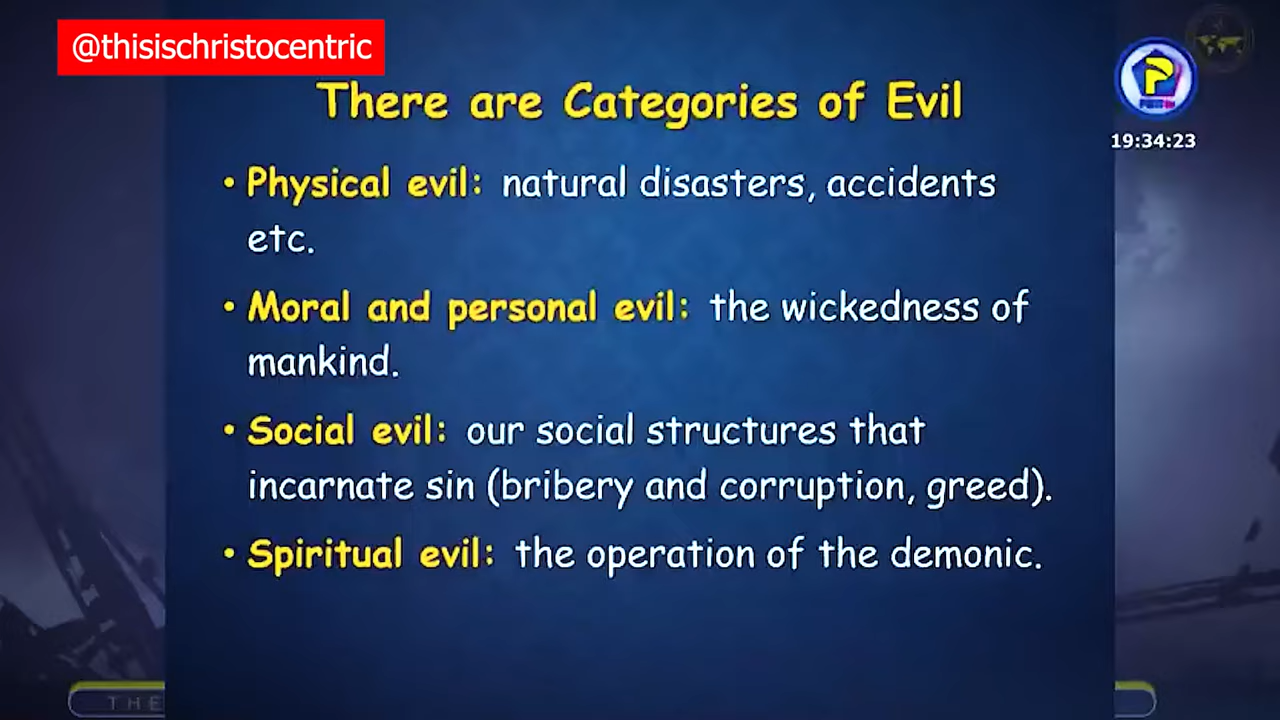 @thisischristocentric
There are Categories of Evil
19:34:23
• Physical evil: natural disasters, accidents
etc.
• Moral and personal evil: the wickedness of
mankind.
• Social evil: our social structures that
incarnate sin (bribery and corruption, greed).
• Spiritual evil: the operation of the demonic.
THE